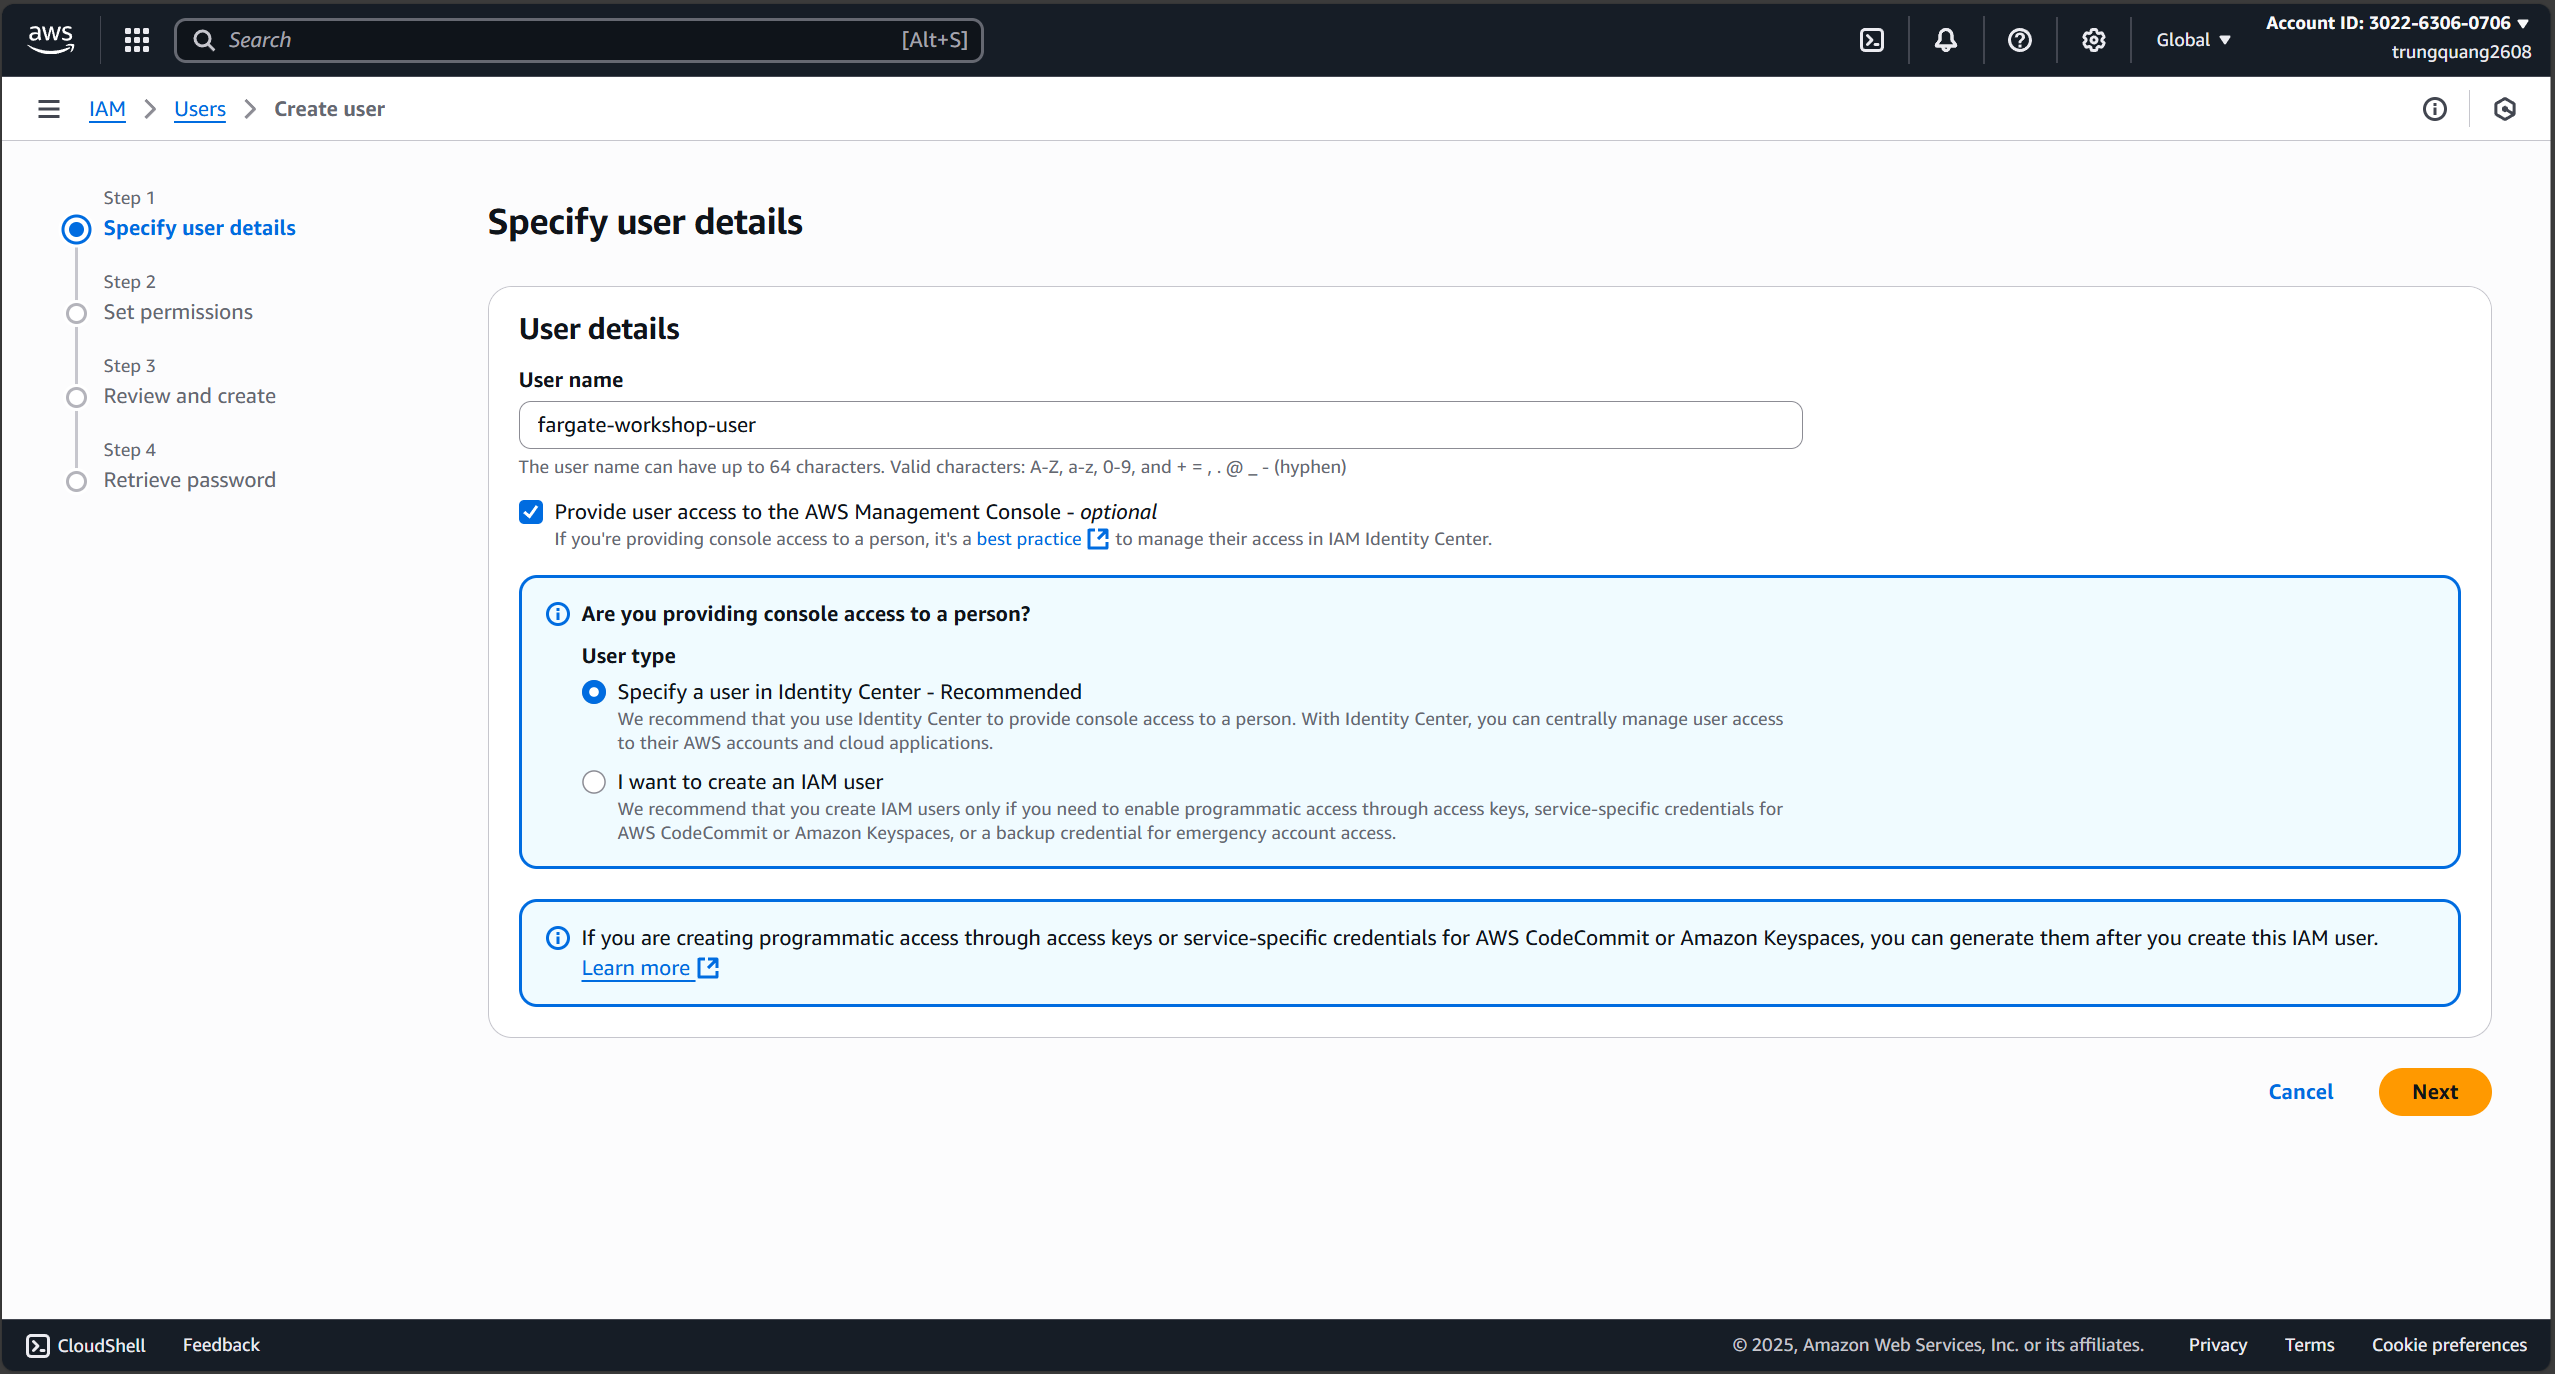 aws
Search
[Alt+S]
Global
Account ID: 3022-6306-0706
trungquang2608
IAM
Users
Create user
Step 1
Specify user details
Step 2
Set permissions
Step 3
Review and create
Step 4
Retrieve password
Specify user details
User details
User name
fargate-workshop-user
The user name can have up to 64 characters. Valid characters: A-Z, a-z, 0-9, and + = , . @ _ - (hyphen)
Provide user access to the AWS Management Console - optional
If you're providing console access to a person, it's a best practice to manage their access in IAM Identity Center.
Are you providing console access to a person?
User type
Specify a user in Identity Center - Recommended
We recommend that you use Identity Center to provide console access to a person. With Identity Center, you can centrally manage user access
to their AWS accounts and cloud applications.
I want to create an IAM user
We recommend that you create IAM users only if you need to enable programmatic access through access keys, service-specific credentials for
AWS CodeCommit or Amazon Keyspaces, or a backup credential for emergency account access.
If you are creating programmatic access through access keys or service-specific credentials for AWS CodeCommit or Amazon Keyspaces, you can generate them after you create this IAM user.
Learn more
Cancel
Next
CloudShell
Feedback
© 2025, Amazon Web Services, Inc. or its affiliates.
Privacy
Terms
Cookie preferences